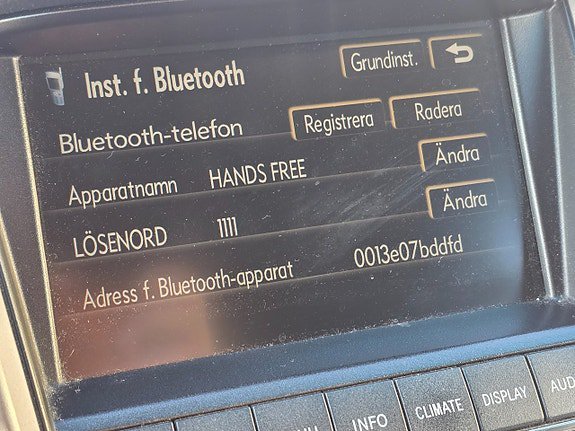 Inst. f. Bluetooth Grundinst.
Bluetooth-telefon Registrera Radera
Apparatnamn HANDS FREE Ändra
LÖSENORD 1111 Ändra
Adress f. Bluetooth-apparat 0013e07bddfd
INFO CLIMATE DISPLAY